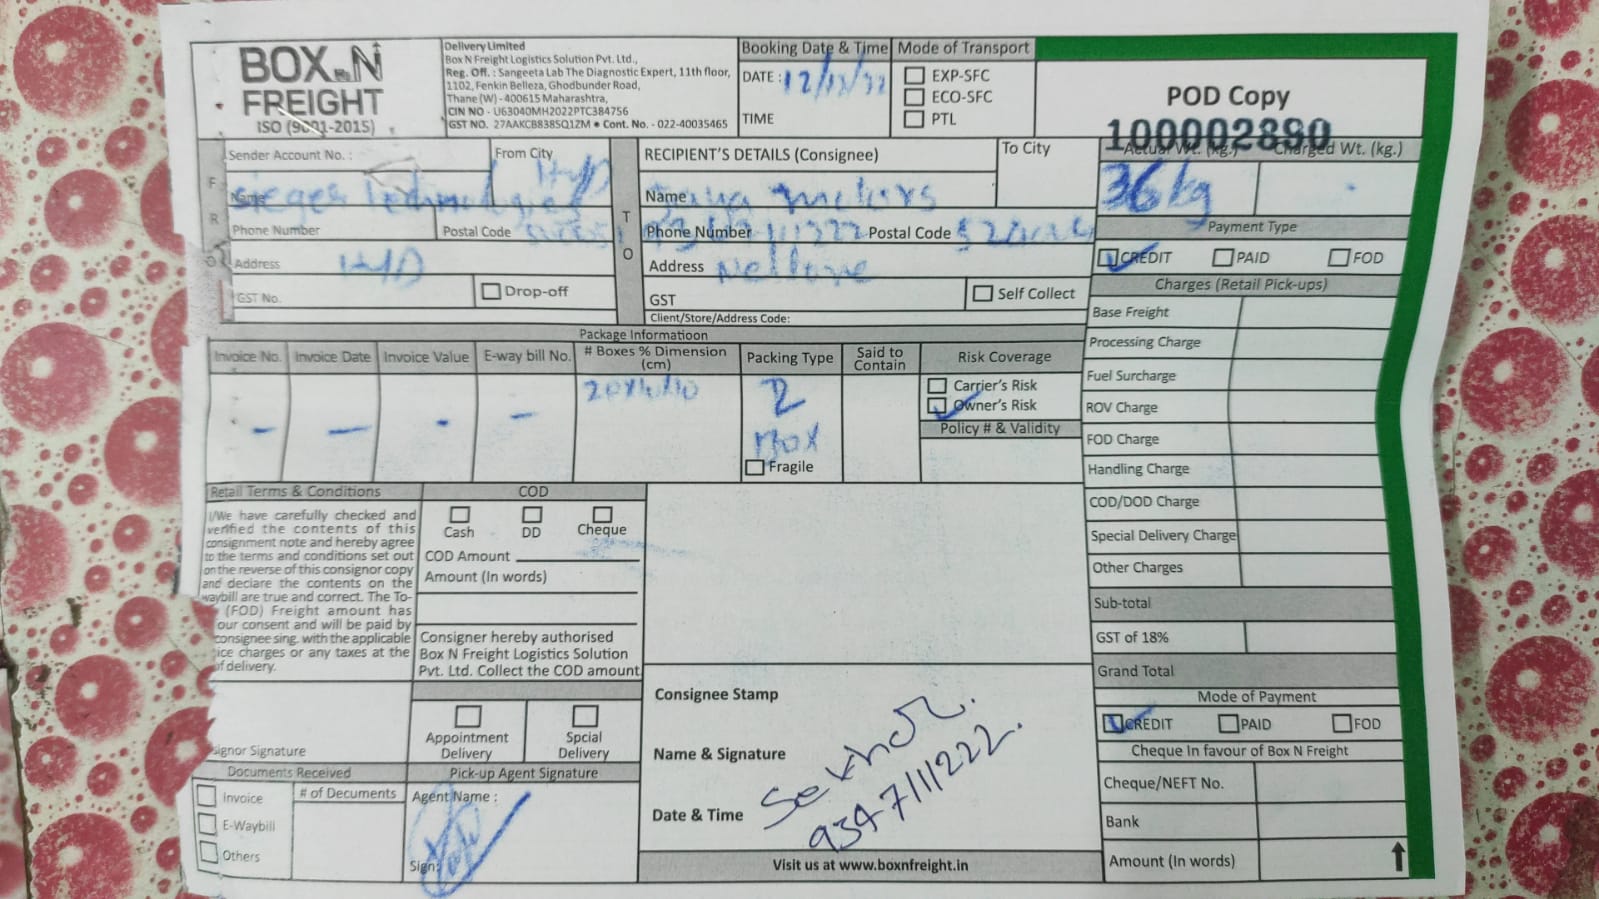 BOX N
FREIGHT
ISO (9001-2015)
Delivery Limited
Box N Freight Logistics Solution Pvt. Ltd.,
Reg. Off. : Sangeeta Lab The Diagnostic Expert, 11th floor,
1102, Fenkin Belleza, Ghodbunder Road,
Thane (W) - 400615 Maharashtra,
CIN NO - U63040MH2022PTC384756
GST NO. 27AAKCB8385Q1ZM • Cont. No. - 022-40035465
Booking Date & Time
DATE :
TIME
Mode of Transport
EXP-SFC
ECO-SFC
PTL
POD Copy
100002890
FRO
Sender Account No. :
From City
HYD
Name
Sieger Technologies
Phone Number
Postal Code
Address
HYD
GST No.
Drop-off
TO
RECIPIENT'S DETAILS (Consignee)
To City
Name
motors
Phone Number 9347111222 Postal Code
Address Nellore
GST
Self Collect
Client/Store/Address Code:
Actual Wt. (kg.)
Charged Wt. (kg.)
36 kg
Payment Type
CREDIT
PAID
FOD
Charges (Retail Pick-ups)
Base Freight
Processing Charge
Fuel Surcharge
ROV Charge
FOD Charge
Handling Charge
COD/DOD Charge
Special Delivery Charge
Other Charges
Sub-total
GST of 18%
Grand Total
Mode of Payment
CREDIT
PAID
FOD
Cheque In favour of Box N Freight
Cheque/NEFT No.
Bank
Amount (In words)
Package Informatioon
Invoice No.
Invoice Date
Invoice Value
E-way bill No.
# Boxes % Dimension
(cm)
Packing Type
Said to
Contain
Risk Coverage
- - - -
2
Box
Fragile
Carrier's Risk
Owner's Risk
Policy # & Validity
Retail Terms & Conditions
I/We have carefully checked and
verified the contents of this
consignment note and hereby agree
to the terms and conditions set out
on the reverse of this consignor copy
and declare the contents on the
waybill are true and correct. The To-
(FOD) Freight amount has
our consent and will be paid by
consignee sing. with the applicable
ice charges or any taxes at the
of delivery.
signor Signature
COD
Cash
DD
Cheque
COD Amount
Amount (In words)
Consigner hereby authorised
Box N Freight Logistics Solution
Pvt. Ltd. Collect the COD amount
Appointment
Delivery
Spcial
Delivery
Documents Received
Invoice
E-Waybill
Others
# of Documents
Pick-up Agent Signature
Agent Name :
Sign:
Consignee Stamp
Name & Signature
Date & Time
9347111222.
Visit us at www.boxnfreight.in